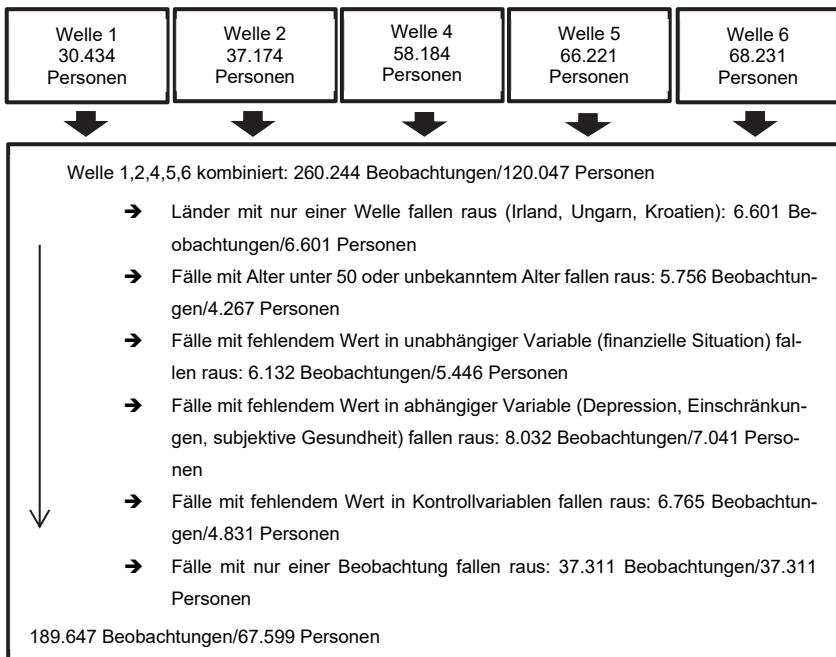 Welle 1
30.434
Personen
Welle 2
37.174
Personen
Welle 4
58.184
Personen
Welle 5
66.221
Personen
Welle 6
68.231
Personen
Welle 1,2,4,5,6 kombiniert: 260.244 Beobachtungen/120.047 Personen
➔ Länder mit nur einer Welle fallen raus (Irland, Ungarn, Kroatien): 6.601 Be-
obachtungen/6.601 Personen
➔ Fälle mit Alter unter 50 oder unbekanntem Alter fallen raus: 5.756 Beobachtun-
gen/4.267 Personen
➔ Fälle mit fehlendem Wert in unabhängiger Variable (finanzielle Situation) fal-
len raus: 6.132 Beobachtungen/5.446 Personen
➔ Fälle mit fehlendem Wert in abhängiger Variable (Depression, Einschränkun-
gen, subjektive Gesundheit) fallen raus: 8.032 Beobachtungen/7.041 Perso-
nen
➔ Fälle mit fehlendem Wert in Kontrollvariablen fallen raus: 6.765 Beobachtun-
gen/4.831 Personen
➔ Fälle mit nur einer Beobachtung fallen raus: 37.311 Beobachtungen/37.311
Personen
189.647 Beobachtungen/67.599 Personen